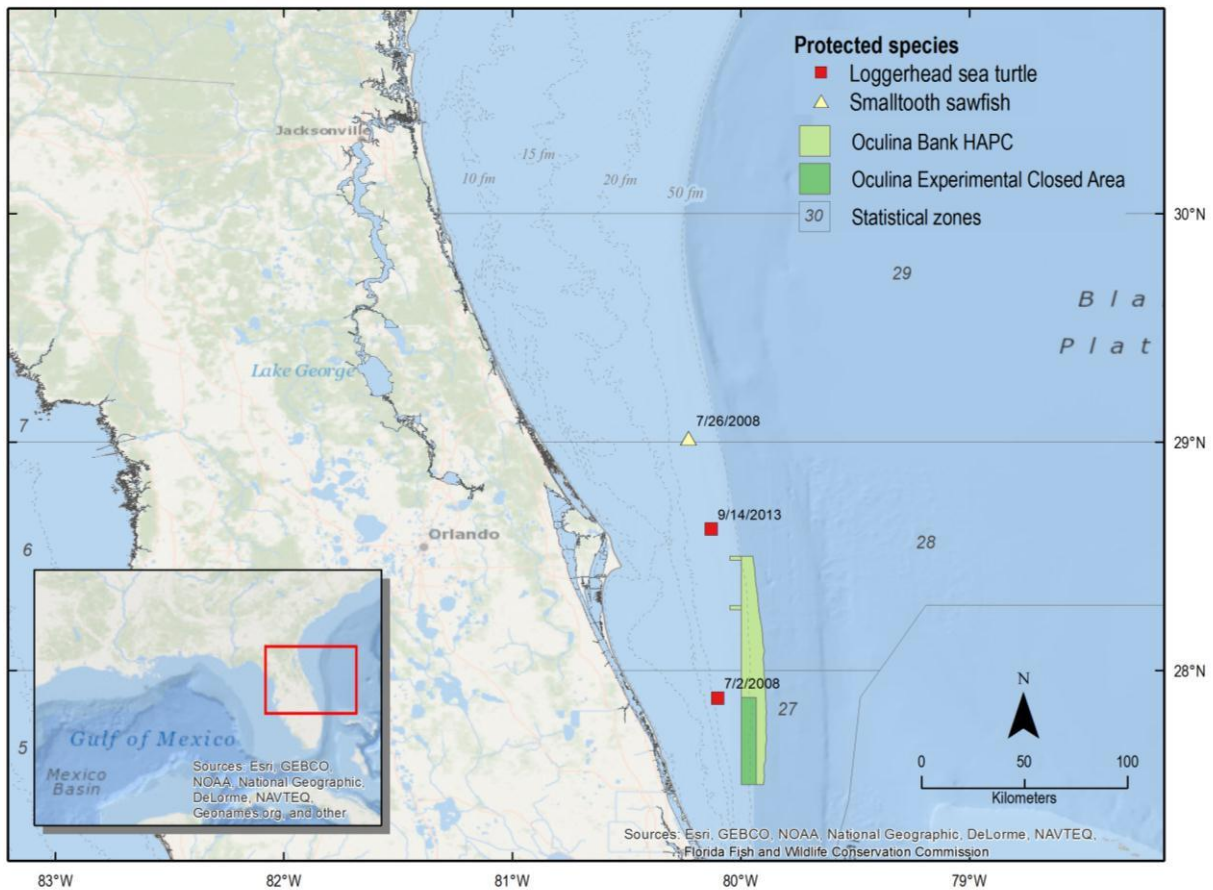 Protected species
Loggerhead sea turtle
Smalltooth sawfish
Oculina Bank HAPC
Oculina Experimental Closed Area
30 Statistical zones
Jacksonville
10 fm
15 fm
20 fm
50 fm
30°N
29
Bla
Plat
Lake George
7/26/2008
7
29°N
9/14/2013
Orlando
28
6
28°N
7/2/2008
27
N
5
Gulf of Mexico
Mexico
Basin
Sources: Esri, GEBCO,
NOAA, National Geographic,
DeLorme, NAVTEQ,
Geonames.org, and other
0 50 100
Kilometers
Sources: Esri, GEBCO, NOAA, National Geographic, DeLorme, NAVTEQ,
Florida Fish and Wildlife Conservation Commission
83°W 82°W 81°W 80°W 79°W